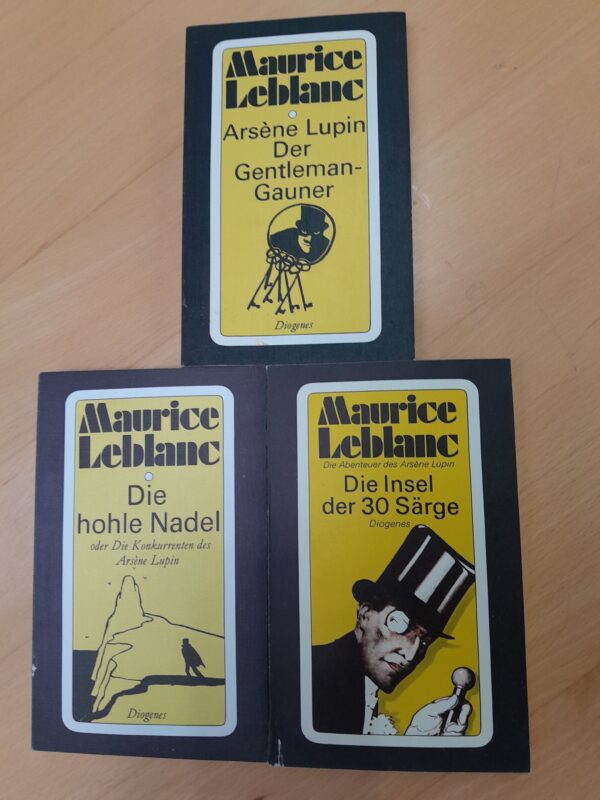 Maurice
Leblanc
Arsène Lupin
Der
Gentleman-
Gauner
Diogenes
Maurice
Leblanc
Die
hohle Nadel
oder Die Konkurrenten des
Arsène Lupin
Diogenes
Maurice
Leblanc
Die Abenteuer des Arsène Lupin
Die Insel
der 30 Särge
Diogenes